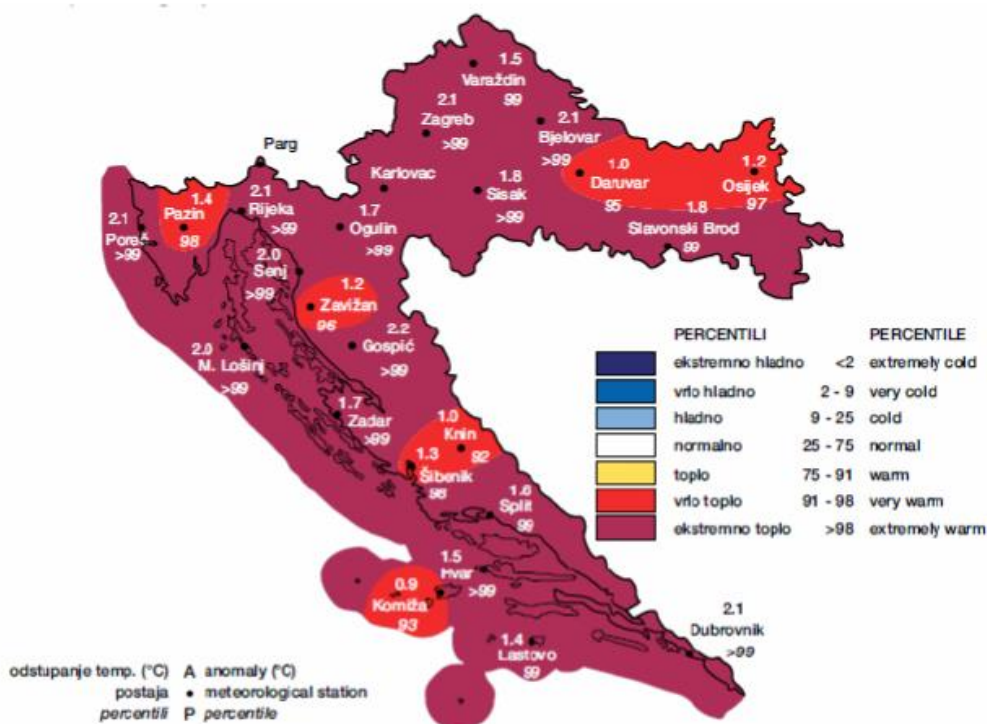 1.5
Varaždin
99
2.1
Zagreb
>99
2.1
Bjelovar
>99
Parg
Karlovac
1.8
Sisak
>99
1.0
Daruvar
95
1.2
Osijek
97
1.8
Slavonski Brod
99
2.1
Poreč
>99
1.4
Pazin
98
2.1
Rijeka
>99
1.7
Ogulin
>99
2.0
Senj
>99
1.2
Zavižan
96
2.2
Gospić
>99
2.0
M. Lošinj
>99
1.7
Zadar
>99
1.0
Knin
92
1.3
Šibenik
Split
99
1.5
Hvar
>99
0.9
Komiža
93
1.4
Lastovo
99
2.1
Dubrovnik
>99
PERCENTILI PERCENTILE
ekstremno hladno <2 extremely cold
vrlo hladno 2 - 9 very cold
hladno 9 - 25 cold
normalno 25 - 75 normal
toplo 75 - 91 warm
vrlo toplo 91 - 98 very warm
ekstremno toplo >98 extremely warm
odstupanje temp. (°C) A anomaly (°C)
postaja • meteorological station
percentili P percentile